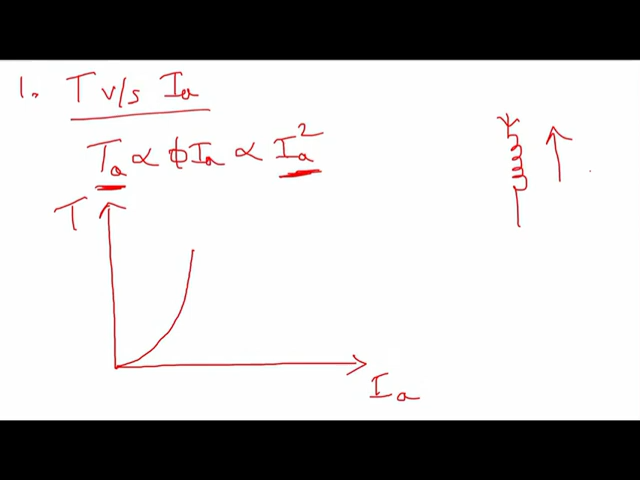 1. T v/s Ia
Ta ∝ ϕIa ∝ Ia²
T
Ia